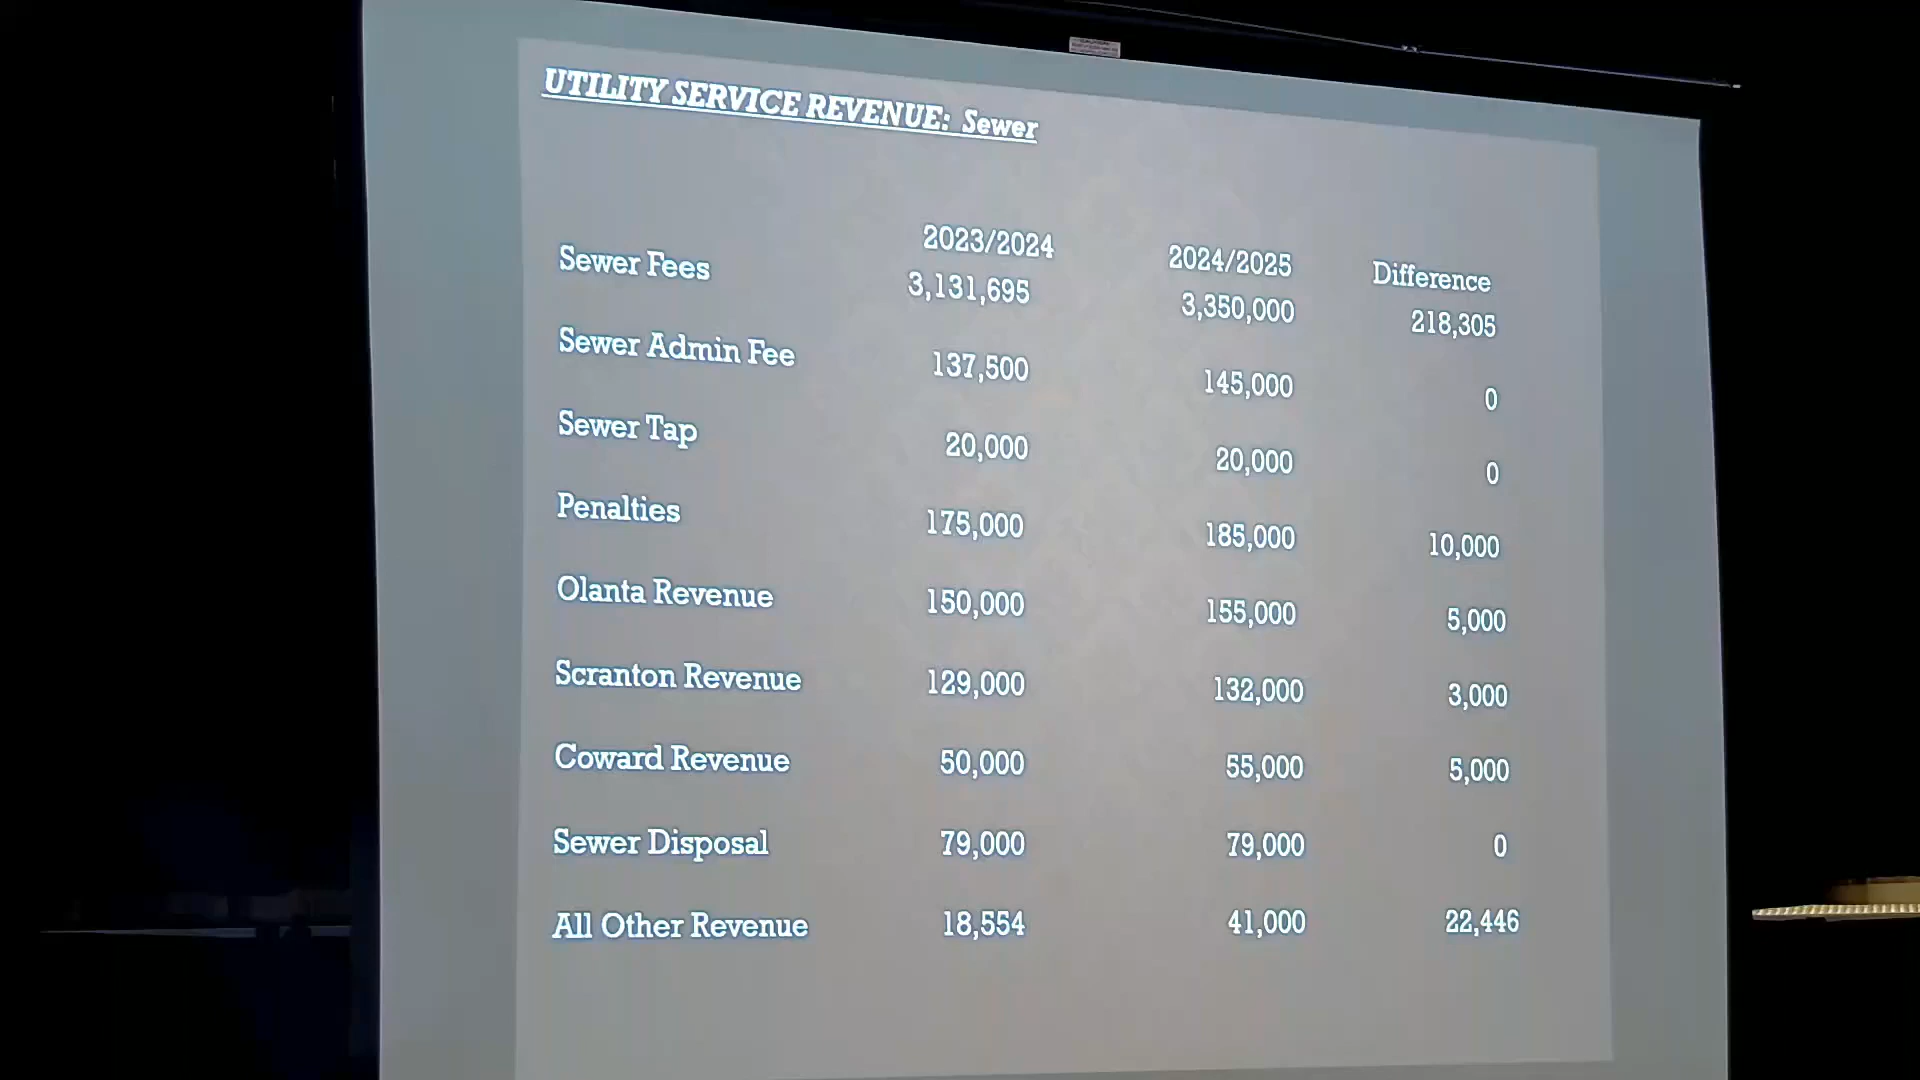 UTILITY SERVICE REVENUE: Sewer
2023/2024 2024/2025 Difference
Sewer Fees 3,131,695 3,350,000 218,305
Sewer Admin Fee 137,500 145,000 0
Sewer Tap 20,000 20,000 0
Penalties 175,000 185,000 10,000
Olanta Revenue 150,000 155,000 5,000
Scranton Revenue 129,000 132,000 3,000
Coward Revenue 50,000 55,000 5,000
Sewer Disposal 79,000 79,000 0
All Other Revenue 18,554 41,000 22,446